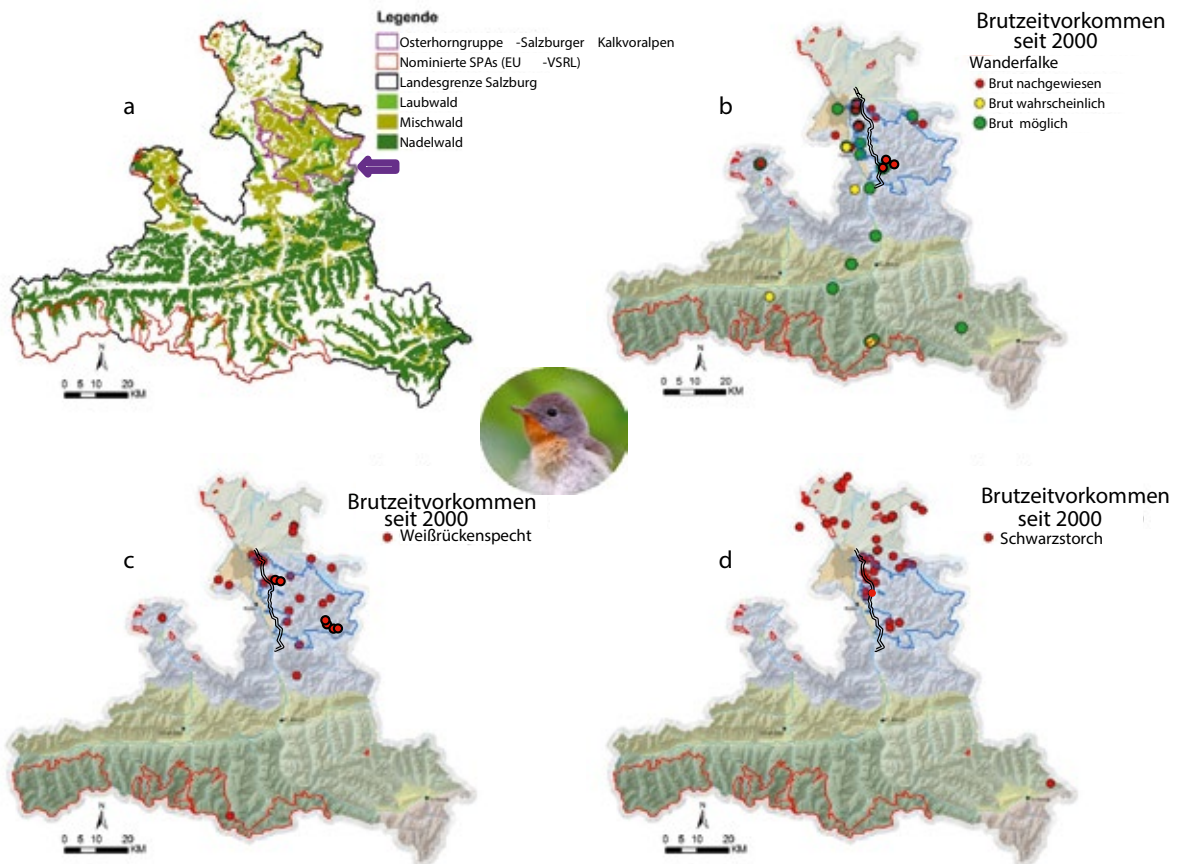 Legende
Osterhorngruppe -Salzburger Kalkvoralpen
Nominierte SPAs (EU -VSRL)
Landesgrenze Salzburg
Laubwald
Mischwald
Nadelwald
a
N
0 5 10 20
KM
Brutzeitvorkommen
seit 2000
Wanderfalke
Brut nachgewiesen
Brut wahrscheinlich
Brut möglich
b
N
0 5 10 20
KM
Brutzeitvorkommen
seit 2000
Weißrückenspecht
c
N
0 5 10 20
KM
Brutzeitvorkommen
seit 2000
Schwarzstorch
d
N
0 5 10 20
KM